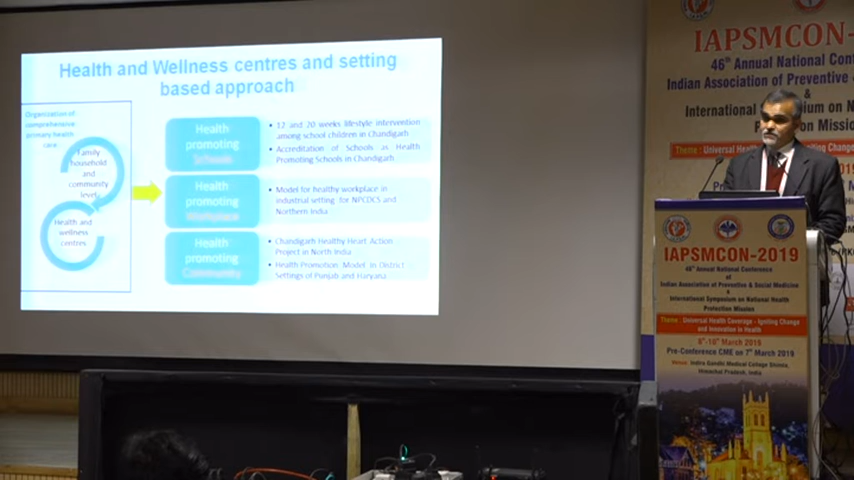 Health and Wellness centres and setting
based approach
Organization of
comprehensive
primary health
care
Family
household
and
community
level
Health and
wellness
centres
Health
promoting
Schools
12 and 20 weeks lifestyle intervention
among school children in Chandigarh
Accreditation of Schools as Health
Promoting Schools in Chandigarh
Health
promoting
Workplace
Model for healthy workplace in
industrial setting for NPCDCS and
Northern India
Health
promoting
Community
Chandigarh Healthy Heart Action
Project in North India
Health Promotion Model in District
Settings of Punjab and Haryana
IAPSMCON-
46th Annual National Conf
Indian Association of Preventive &
&
International on N
Missio
Theme : Universal
Igniting Chang
IAPSMCON-2019
46th Annual National Conference
of
Indian Association of Preventive & Social Medicine
&
International Symposium on National Health
Protection Mission
Theme : Universal Health Coverage - Igniting Change
and Innovation in Health
8th-10th March 2019
Pre-Conference CME on 7th March 2019
Venue: Indira Gandhi Medical College Shimla,
Himachal Pradesh, India
IAPSMCON 2019